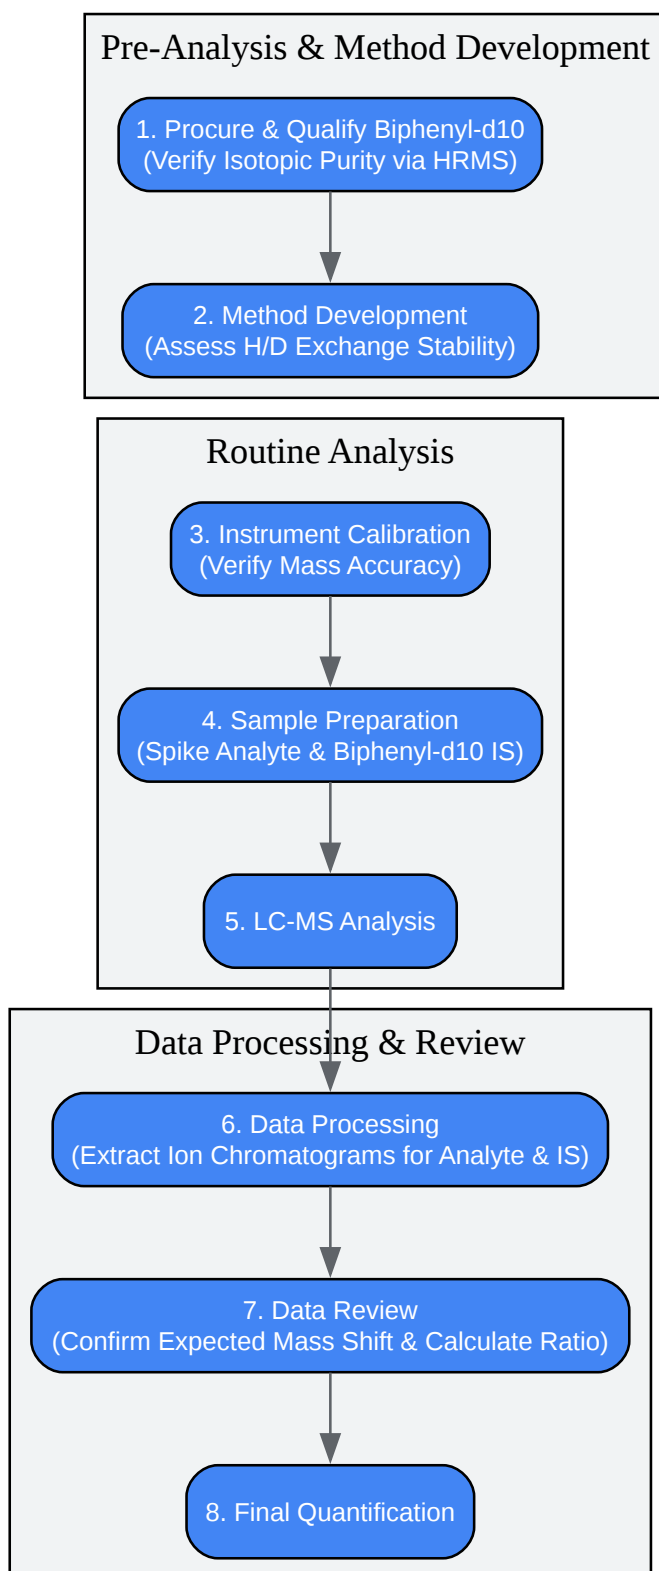 Pre-Analysis & Method Development
1. Procure & Qualify Biphenyl-d10
(Verify Isotopic Purity via HRMS)
2. Method Development
(Assess H/D Exchange Stability)
Routine Analysis
3. Instrument Calibration
(Verify Mass Accuracy)
4. Sample Preparation
(Spike Analyte & Biphenyl-d10 IS)
5. LC-MS Analysis
Data Processing & Review
6. Data Processing
(Extract Ion Chromatograms for Analyte & IS)
7. Data Review
(Confirm Expected Mass Shift & Calculate Ratio)
8. Final Quantification